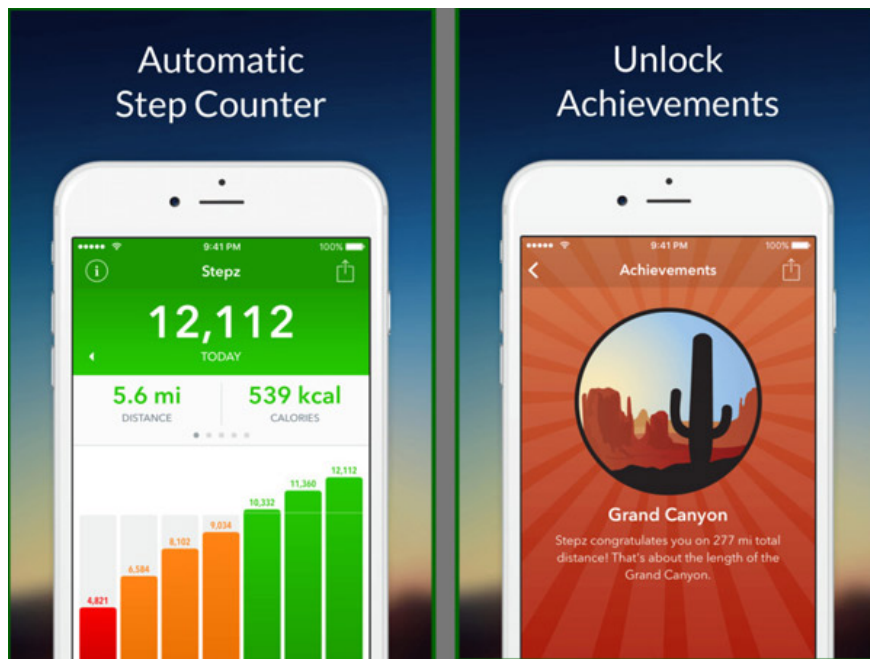 Automatic
Step Counter
9:41 PM
100%
i
Stepz
12,112
TODAY
5.6 mi
539 kcal
DISTANCE
CALORIES
4,821
6,584
8,102
9,034
10,332
11,360
12,112
Unlock
Achievements
9:41 PM
100%
Achievements
Grand Canyon
Stepz congratulates you on 277 mi total
distance! That's about the length of the
Grand Canyon.